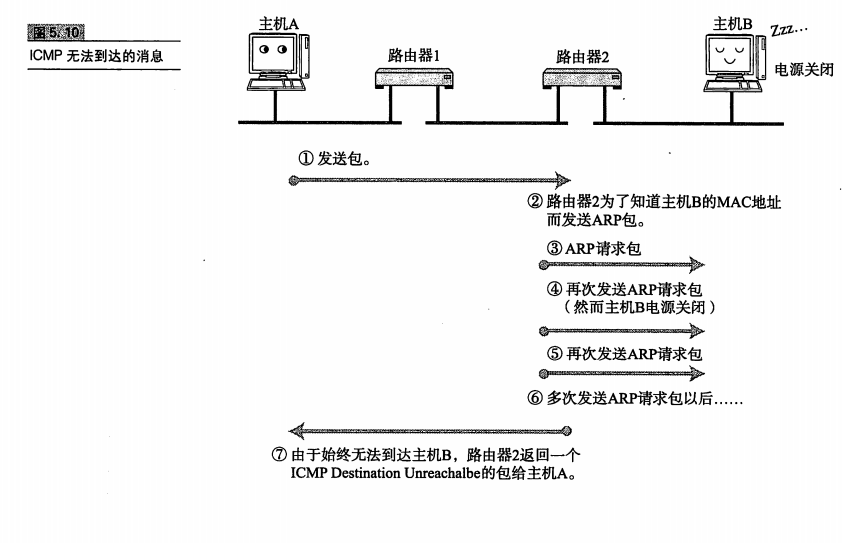 图5.10
ICMP 无法到达的消息
主机A
路由器1
路由器2
主机B
Zzz...
电源关闭
① 发送包。
② 路由器2为了知道主机B的MAC地址
而发送ARP包。
③ ARP请求包
④ 再次发送ARP请求包
（然而主机B电源关闭）
⑤ 再次发送ARP请求包
⑥ 多次发送ARP请求包以后……
⑦ 由于始终无法到达主机B，路由器2返回一个
ICMP Destination Unreachalbe的包给主机A。